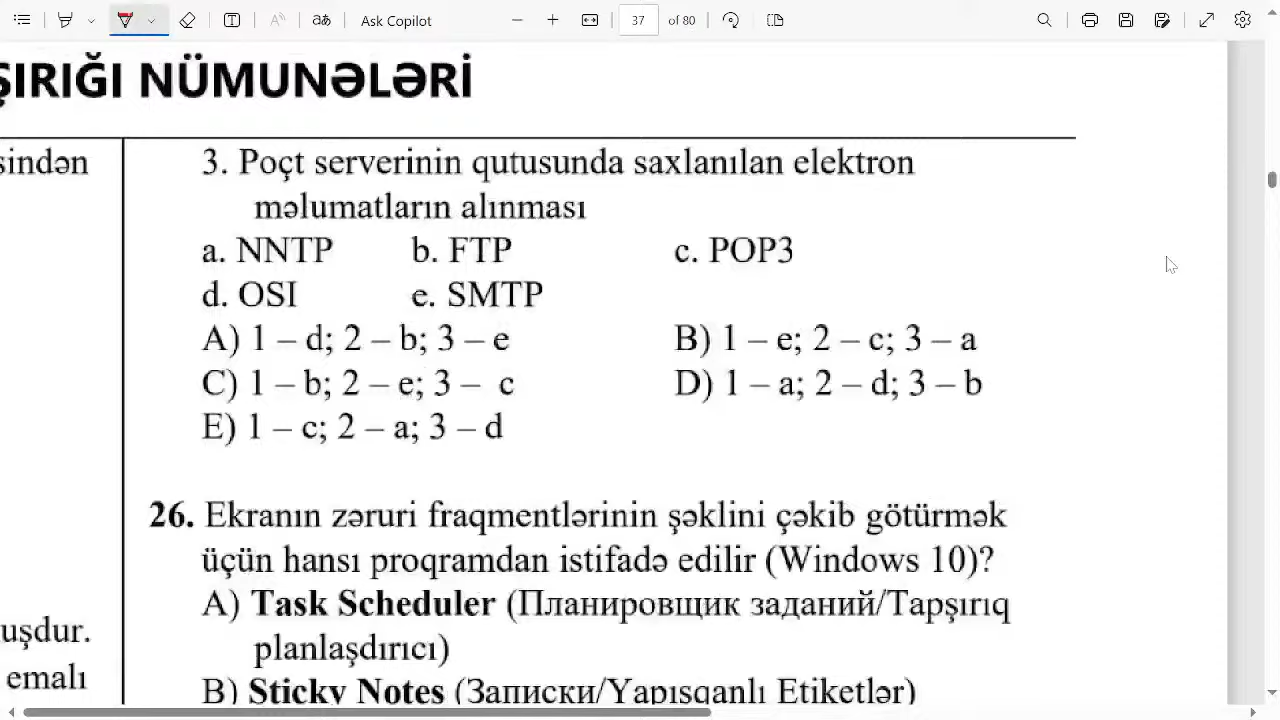 Ask Copilot
37 of 80
ŞIRIĞI NÜMUNƏLƏRİ
sindən
3. Poçt serverinin qutusunda saxlanılan elektron
məlumatların alınması
a. NNTP b. FTP c. POP3
d. OSI e. SMTP
A) 1 – d; 2 – b; 3 – e B) 1 – e; 2 – c; 3 – a
C) 1 – b; 2 – e; 3 – c D) 1 – a; 2 – d; 3 – b
E) 1 – c; 2 – a; 3 – d
26. Ekranın zəruri fraqmentlərinin şəklini çəkib götürmək
üçün hansı proqramdan istifadə edilir (Windows 10)?
A) Task Scheduler (Планировщик заданий/Tapşırıq
planlaşdırıcı)
uşdur.
emalı
B) Sticky Notes (Записки/Yapışqanlı Etiketlər)